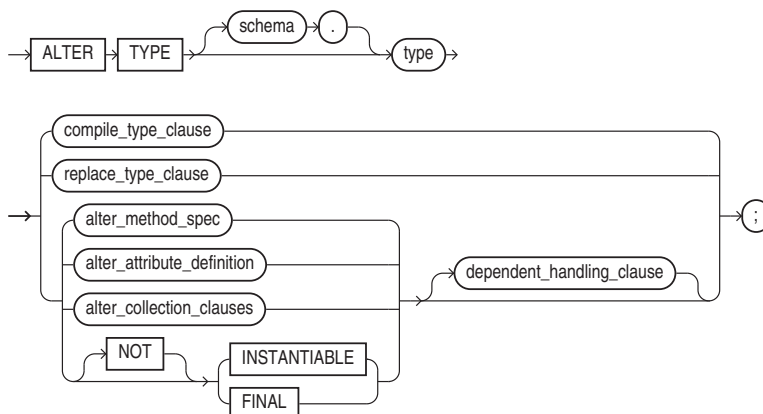 schema .
ALTER TYPE type
compile_type_clause
replace_type_clause
alter_method_spec ;
alter_attribute_definition dependent_handling_clause
alter_collection_clauses
NOT INSTANTIABLE
FINAL